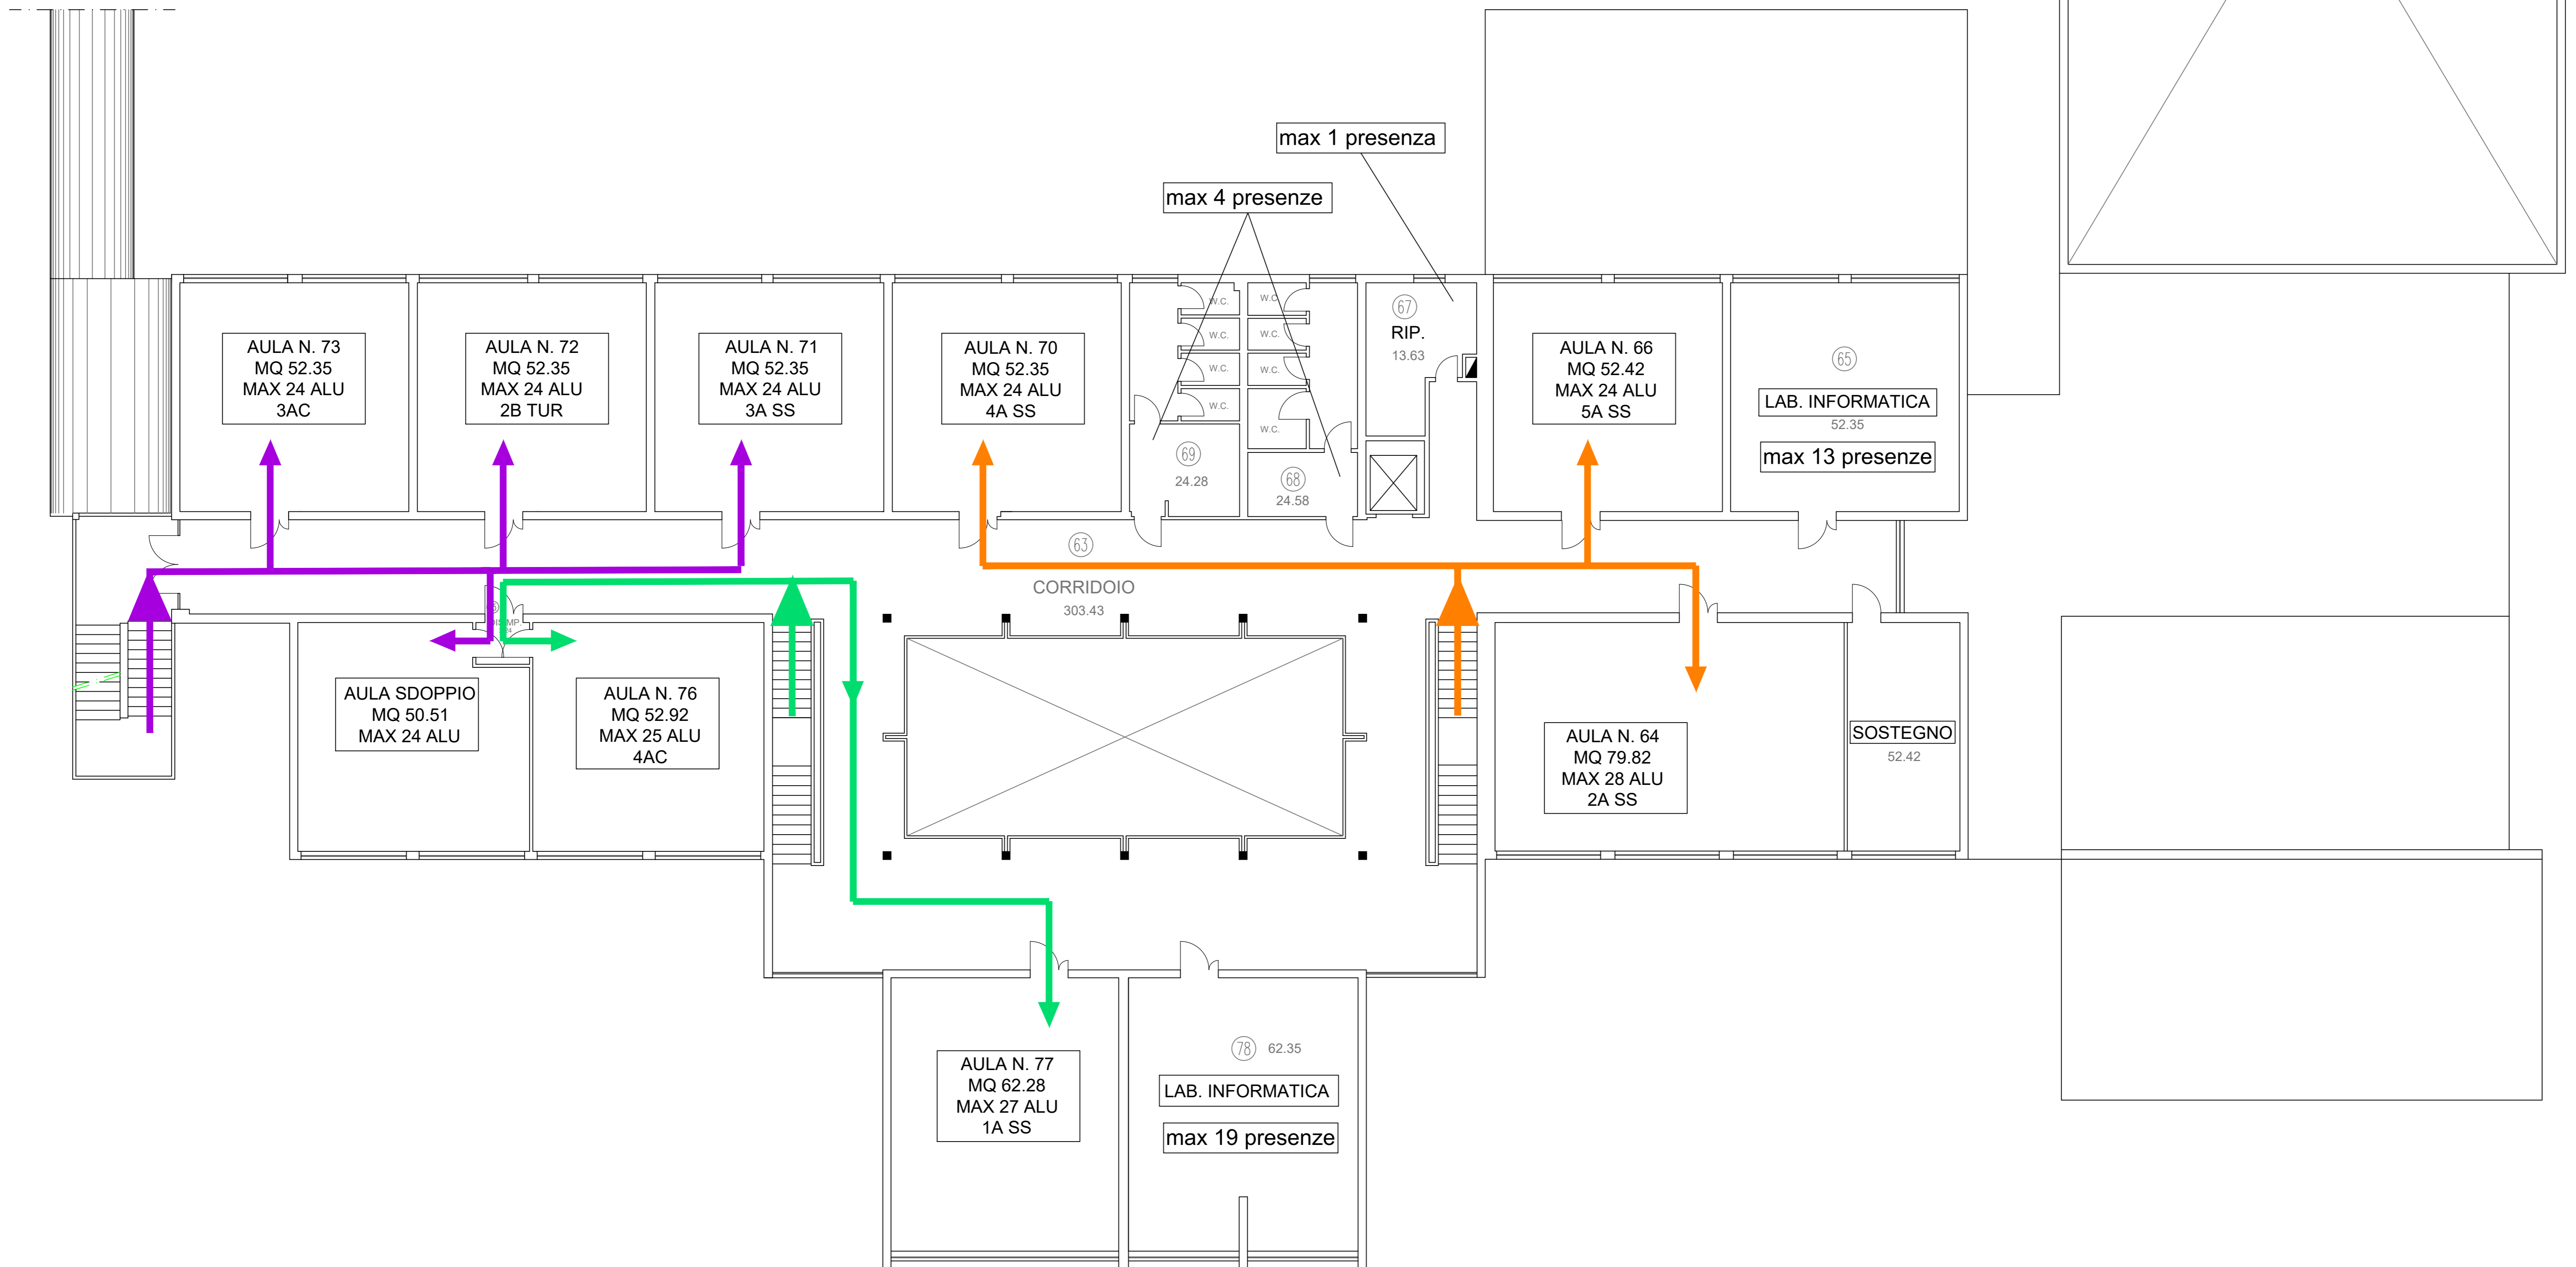 max 1 presenza
max 4 presenze
AULA N. 73
MQ 52.35
MAX 24 ALU
3AC
AULA N. 72
MQ 52.35
MAX 24 ALU
2B TUR
AULA N. 71
MQ 52.35
MAX 24 ALU
3A SS
AULA N. 70
MQ 52.35
MAX 24 ALU
4A SS
W.C.
W.C.
W.C.
W.C.
W.C.
W.C.
W.C.
W.C.
69
24.28
68
24.58
67
RIP.
13.63
AULA N. 66
MQ 52.42
MAX 24 ALU
5A SS
65
LAB. INFORMATICA
52.35
max 13 presenze
63
CORRIDOIO
303.43
AULA SDOPPIO
MQ 50.51
MAX 24 ALU
AULA N. 76
MQ 52.92
MAX 25 ALU
4AC
AULA N. 64
MQ 79.82
MAX 28 ALU
2A SS
SOSTEGNO
52.42
AULA N. 77
MQ 62.28
MAX 27 ALU
1A SS
78 62.35
LAB. INFORMATICA
max 19 presenze